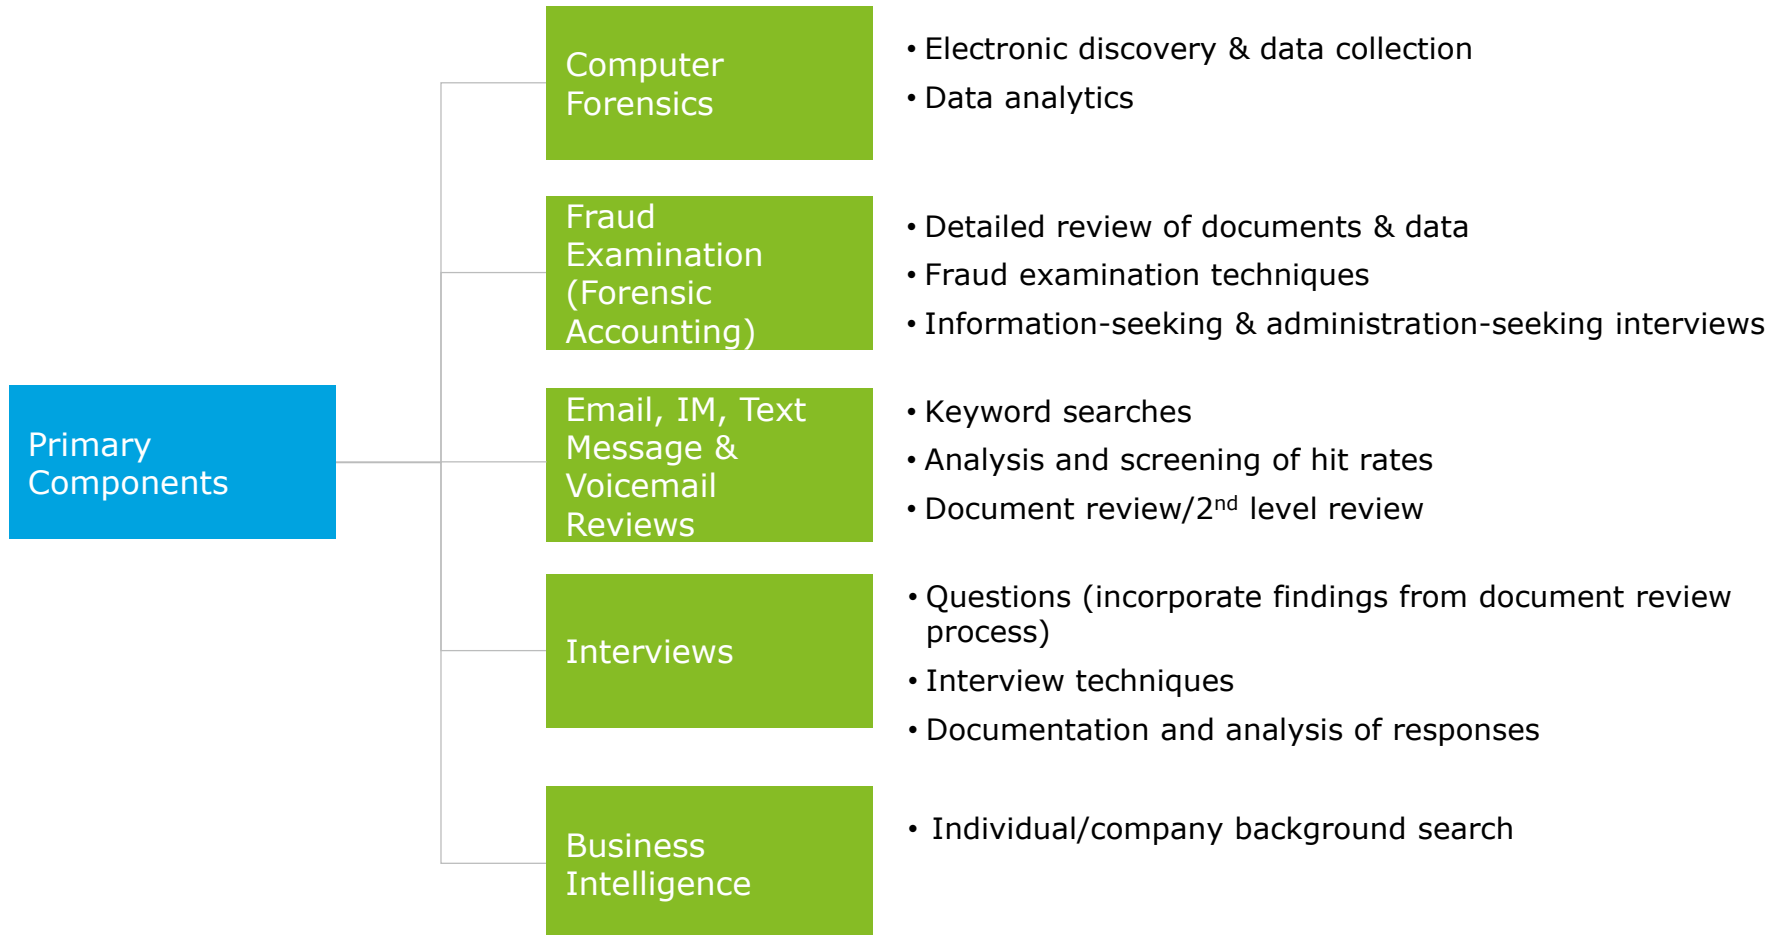 Primary
Components
Computer
Forensics
• Electronic discovery & data collection
• Data analytics
Fraud
Examination
(Forensic
Accounting)
• Detailed review of documents & data
• Fraud examination techniques
• Information-seeking & administration-seeking interviews
Email, IM, Text
Message &
Voicemail
Reviews
• Keyword searches
• Analysis and screening of hit rates
• Document review/2nd level review
Interviews
• Questions (incorporate findings from document review
process)
• Interview techniques
• Documentation and analysis of responses
Business
Intelligence
• Individual/company background search